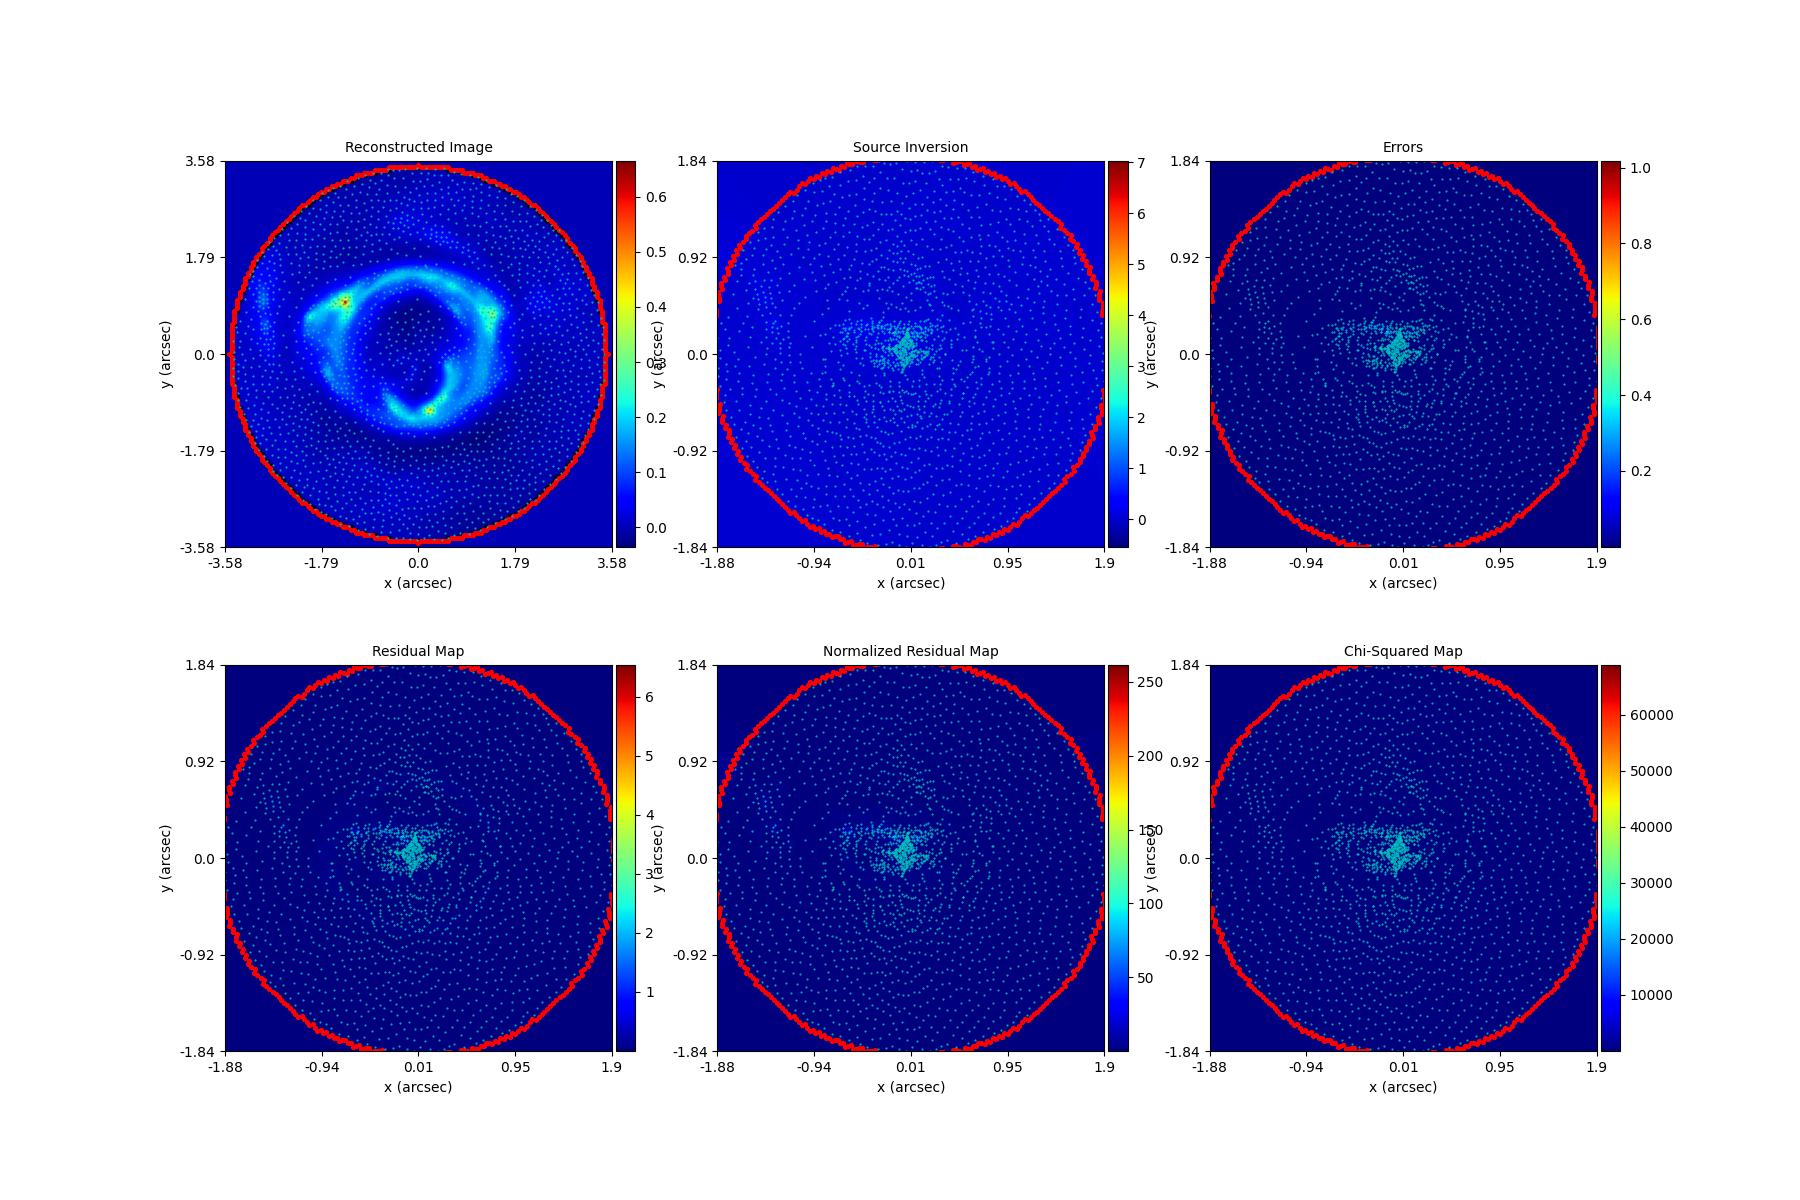 Reconstructed Image
3.58
1.79
0.0
-1.79
-3.58
y (arcsec)
-3.58 -1.79 0.0 1.79 3.58
x (arcsec)
0.6
0.5
0.4
0.3
0.2
0.1
0.0
Source Inversion
1.84
0.92
0.0
-0.92
-1.84
y (arcsec)
-1.88 -0.94 0.01 0.95 1.9
x (arcsec)
7
6
5
4
3
2
1
0
Errors
1.84
0.92
0.0
-0.92
-1.84
y (arcsec)
-1.88 -0.94 0.01 0.95 1.9
x (arcsec)
1.0
0.8
0.6
0.4
0.2
Residual Map
1.84
0.92
0.0
-0.92
-1.84
y (arcsec)
-1.88 -0.94 0.01 0.95 1.9
x (arcsec)
6
5
4
3
2
1
Normalized Residual Map
1.84
0.92
0.0
-0.92
-1.84
y (arcsec)
-1.88 -0.94 0.01 0.95 1.9
x (arcsec)
250
200
150
100
50
Chi-Squared Map
1.84
0.92
0.0
-0.92
-1.84
y (arcsec)
-1.88 -0.94 0.01 0.95 1.9
x (arcsec)
60000
50000
40000
30000
20000
10000